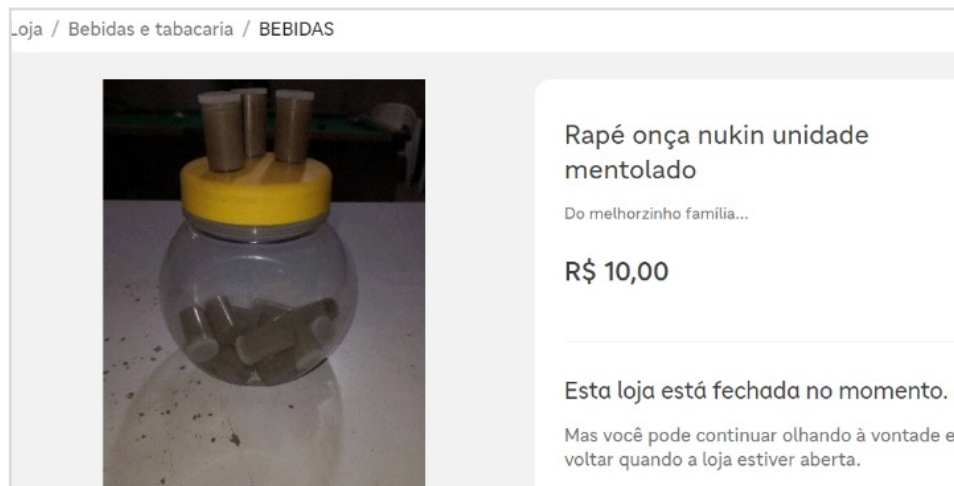 Loja / Bebidas e tabacaria / BEBIDAS
Rapé onça nukin unidade
mentolado
Do melhorzinho família...
R$ 10,00
Esta loja está fechada no momento.
Mas você pode continuar olhando à vontade e
voltar quando a loja estiver aberta.